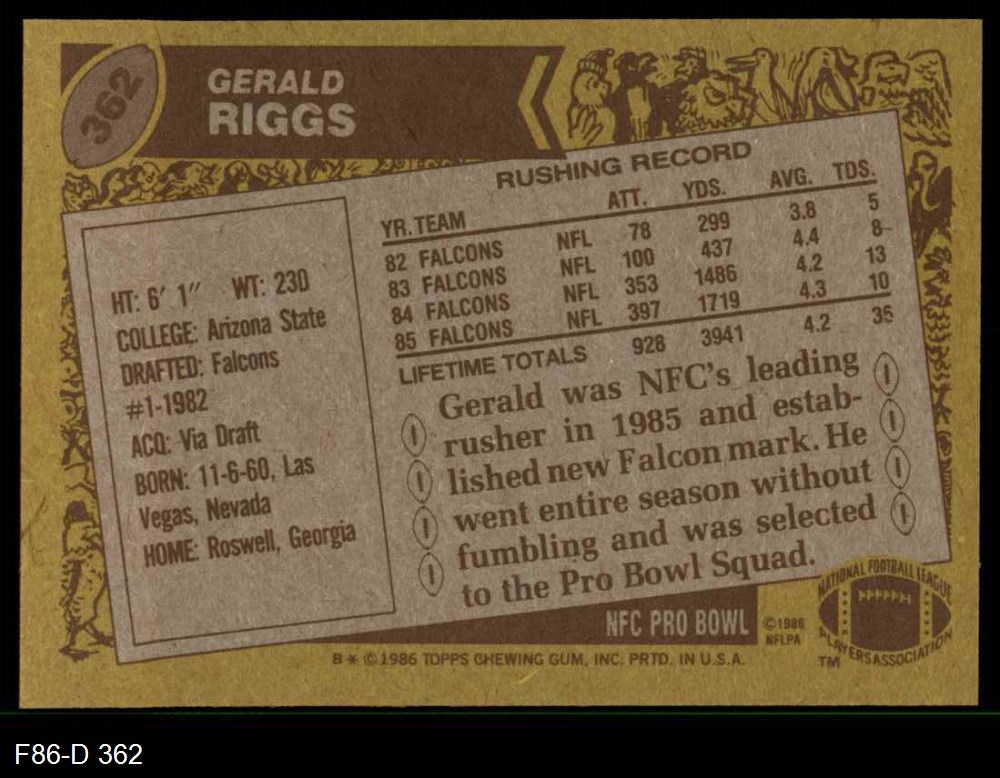 362
GERALD
RIGGS
RUSHING RECORD
YR. TEAM ATT. YDS. AVG. TDS.
82 FALCONS NFL 78 299 3.8 5
83 FALCONS NFL 100 437 4.4 8
84 FALCONS NFL 353 1486 4.2 13
85 FALCONS NFL 397 1719 4.3 10
LIFETIME TOTALS 928 3941 4.2 36
HT: 6' 1" WT: 230
COLLEGE: Arizona State
DRAFTED: Falcons
#1-1982
ACQ: Via Draft
BORN: 11-6-60, Las
Vegas, Nevada
HOME: Roswell, Georgia
Gerald was NFC's leading
rusher in 1985 and estab-
lished new Falcon mark. He
went entire season without
fumbling and was selected
to the Pro Bowl Squad.
NFC PRO BOWL
©1986
NFLPA
NATIONAL FOOTBALL LEAGUE
PLAYERS ASSOCIATION
TM
B* ©1986 TOPPS CHEWING GUM, INC. PRTD. IN U.S.A.
F86-D 362